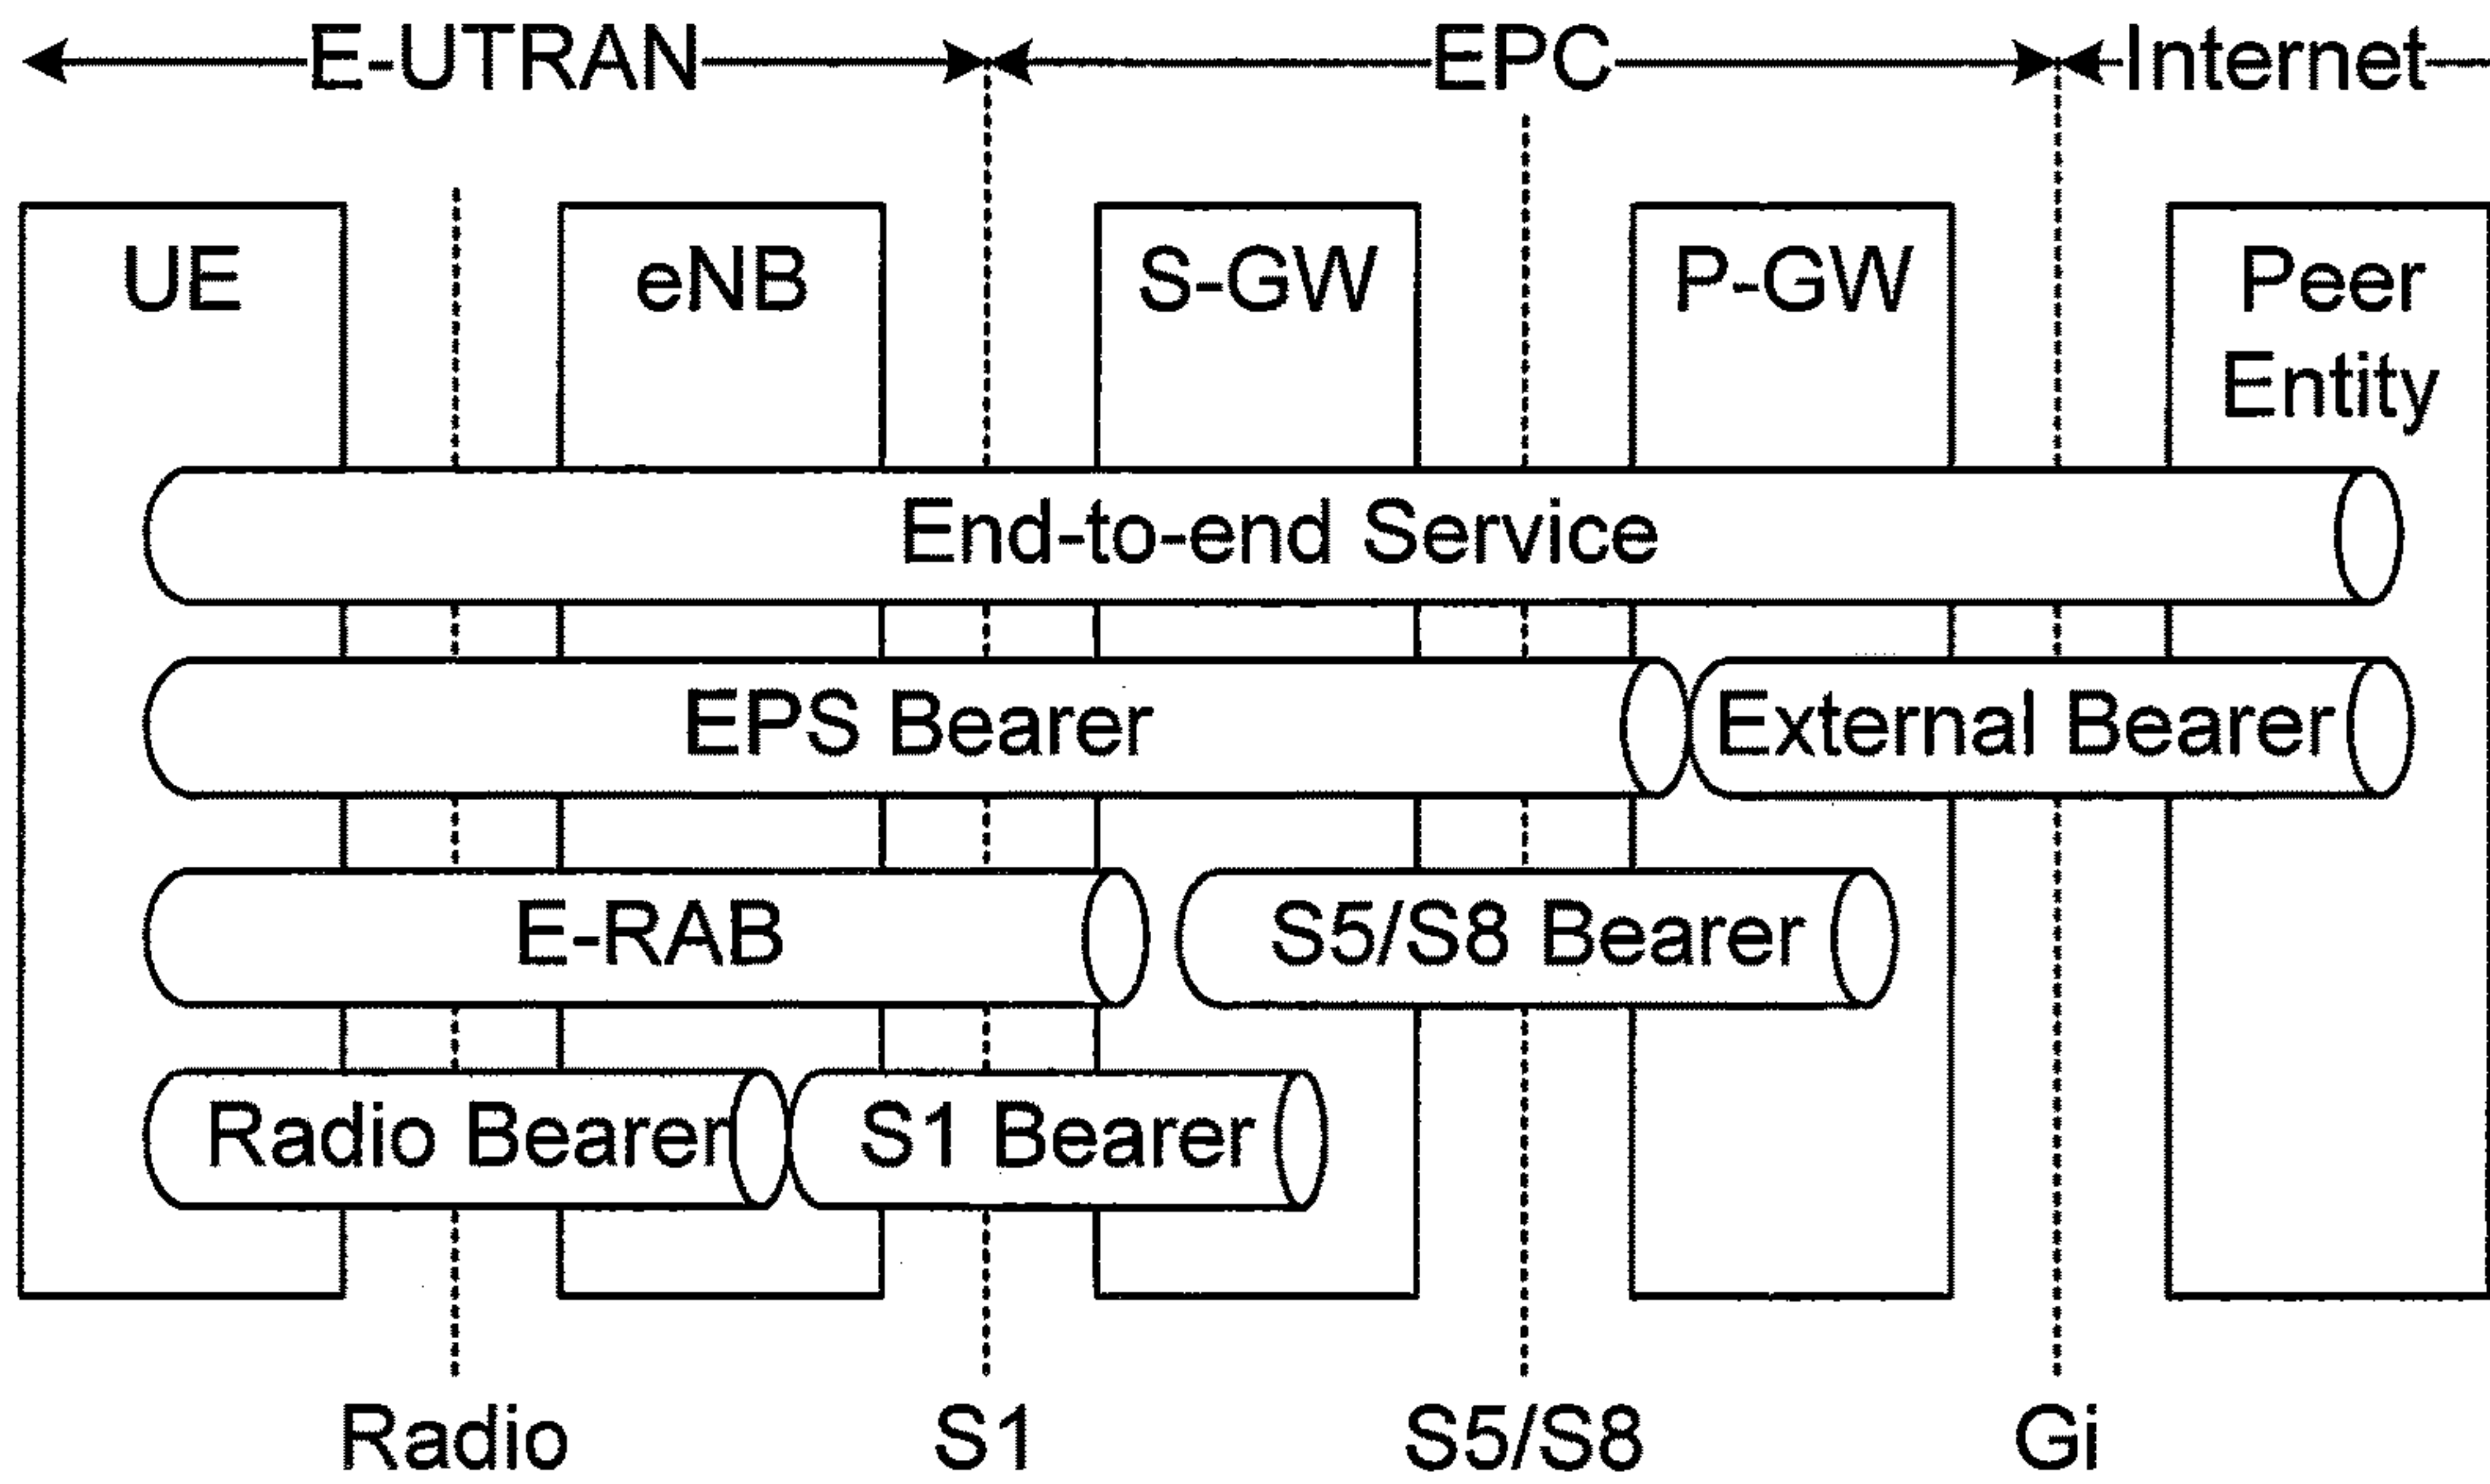 E-UTRAN EPC Internet
UE eNB S-GW P-GW Peer
Entity
End-to-end Service
EPS Bearer External Bearer
E-RAB S5/S8 Bearer
Radio Bearer S1 Bearer
Radio S1 S5/S8 Gi